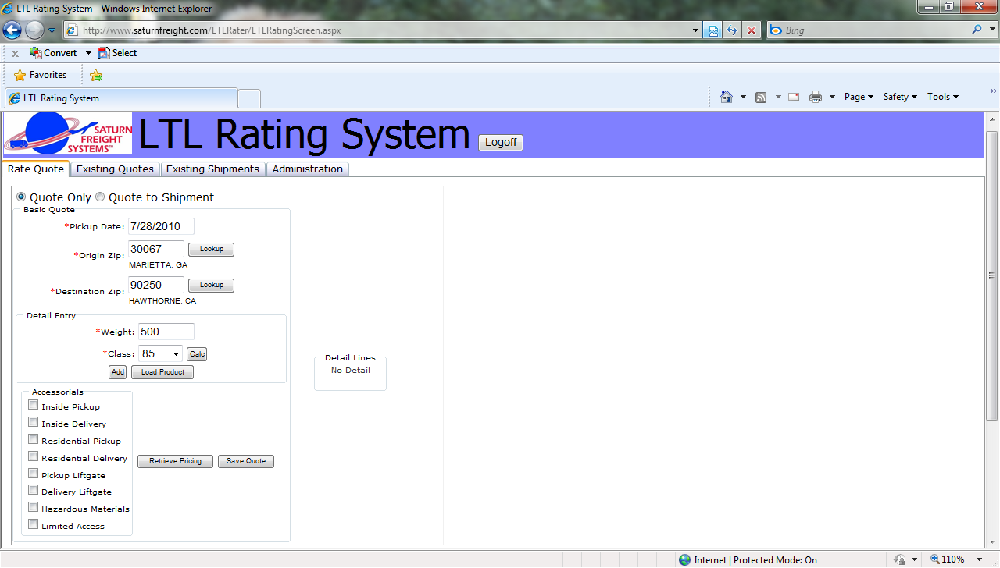 LTL Rating System - Windows Internet Explorer
http://www.saturnfreight.com/LTLRater/LTLRatingScreen.aspx
Bing
x Convert Select
Favorites
LTL Rating System
Page Safety Tools »
SATURN FREIGHT SYSTEMS™
LTL Rating System Logoff
Rate Quote Existing Quotes Existing Shipments Administration
Quote Only Quote to Shipment
Basic Quote
*Pickup Date: 7/28/2010
*Origin Zip: 30067 Lookup
MARIETTA, GA
*Destination Zip: 90250 Lookup
HAWTHORNE, CA
Detail Entry
*Weight: 500
*Class: 85 Calc
Add Load Product
Detail Lines
No Detail
Accessorials
Inside Pickup
Inside Delivery
Residential Pickup
Residential Delivery
Pickup Liftgate
Delivery Liftgate
Hazardous Materials
Limited Access
Retrieve Pricing Save Quote
Internet | Protected Mode: On 110%